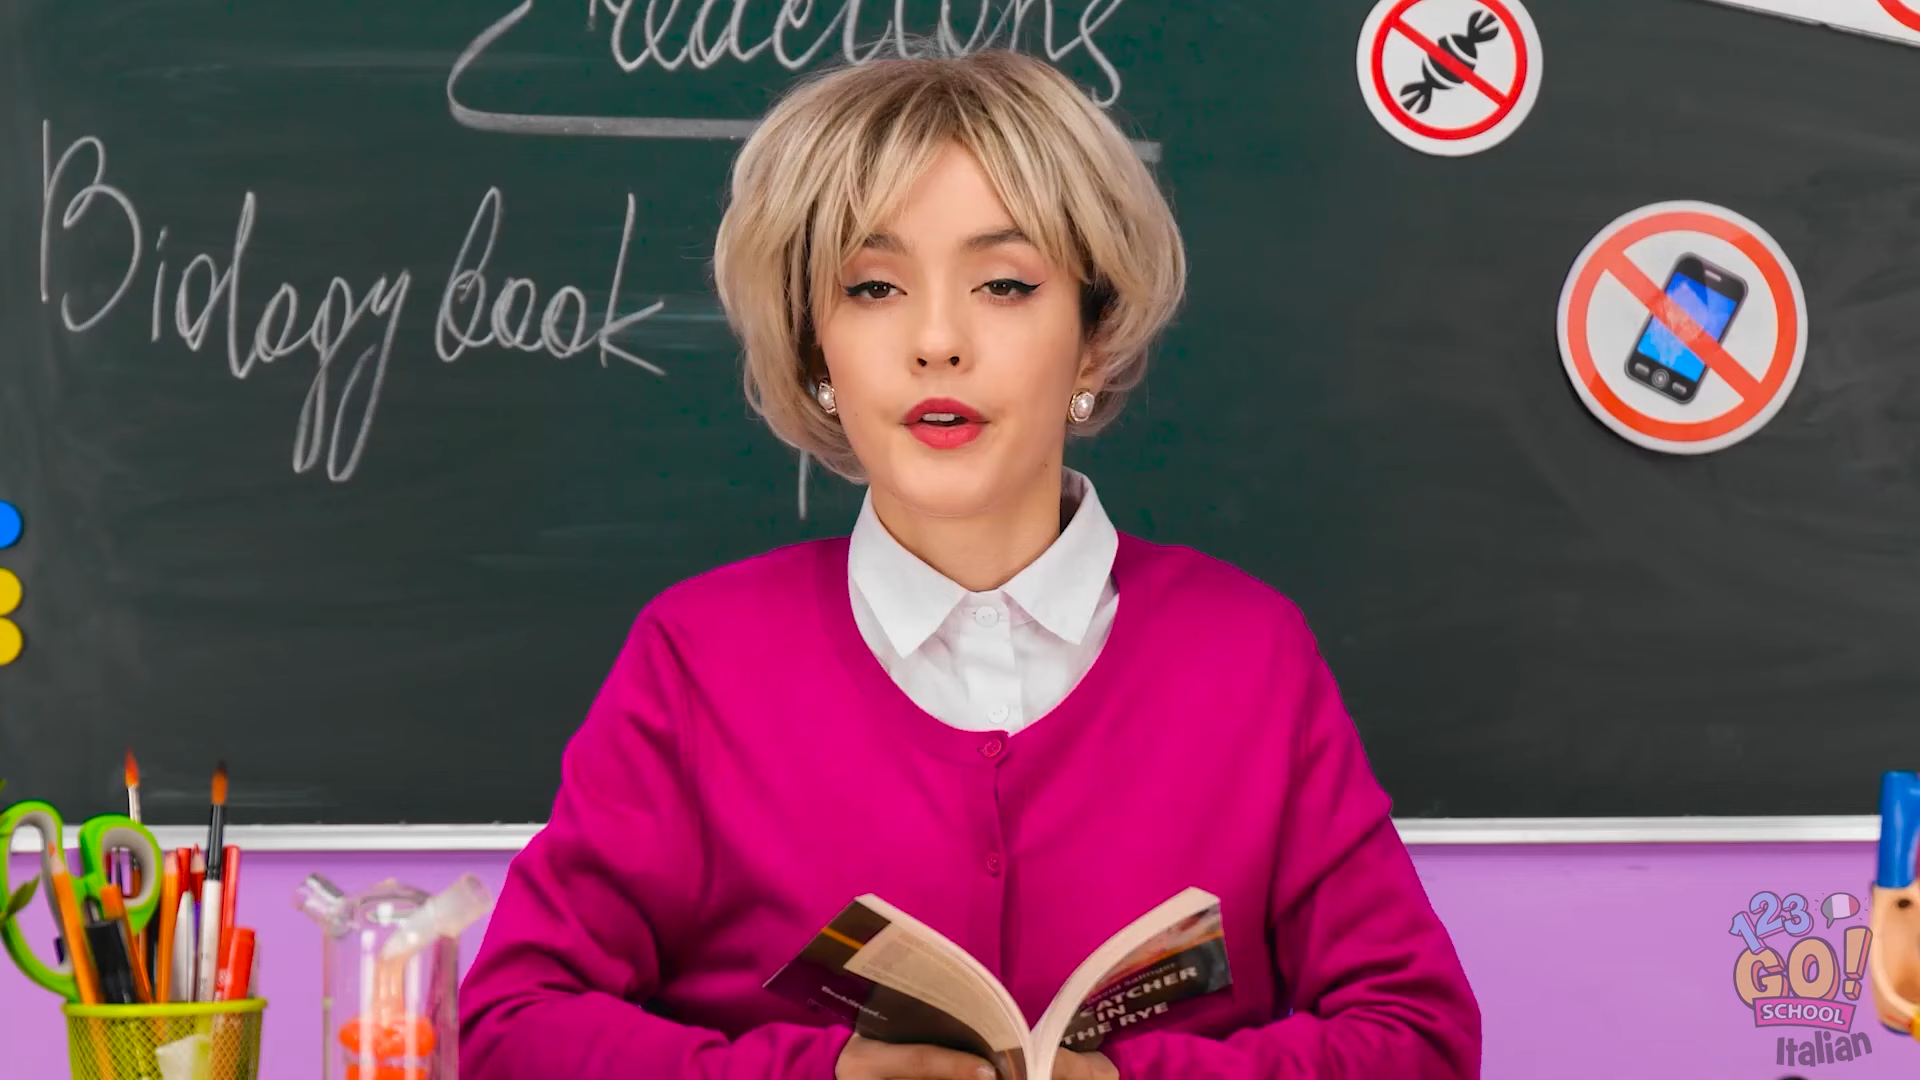 reactions
Biology book
CATCHER
IN
THE RYE
123
GO!
SCHOOL
Italian